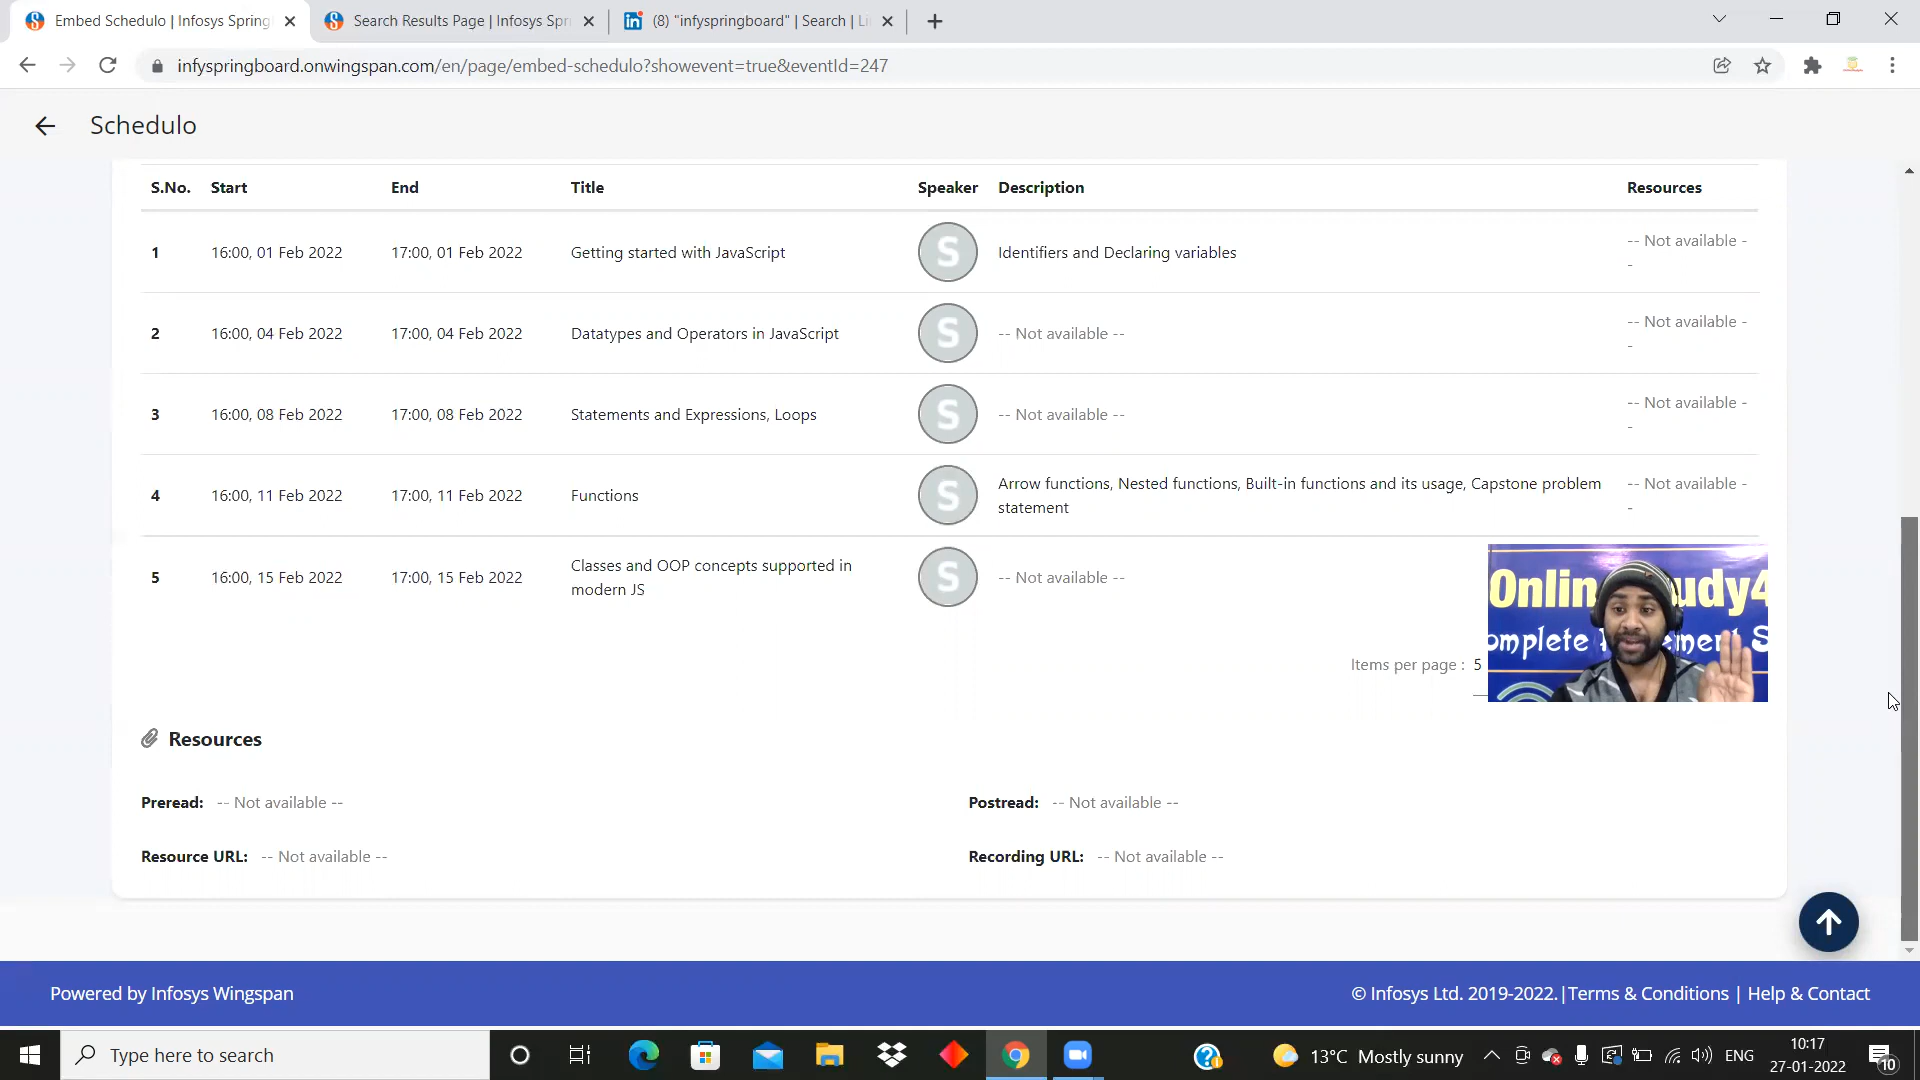 Embed Schedulo | Infosys Spring
Search Results Page | Infosys Spr
(8) "infyspringboard" | Search | Li
infyspringboard.onwingspan.com/en/page/embed-schedulo?showevent=true&eventId=247
Schedulo
S.No. Start End Title Speaker Description Resources
1 16:00, 01 Feb 2022 17:00, 01 Feb 2022 Getting started with JavaScript S Identifiers and Declaring variables -- Not available -
-
2 16:00, 04 Feb 2022 17:00, 04 Feb 2022 Datatypes and Operators in JavaScript S -- Not available -- -- Not available -
-
3 16:00, 08 Feb 2022 17:00, 08 Feb 2022 Statements and Expressions, Loops S -- Not available -- -- Not available -
-
4 16:00, 11 Feb 2022 17:00, 11 Feb 2022 Functions S Arrow functions, Nested functions, Built-in functions and its usage, Capstone problem -- Not available -
statement -
5 16:00, 15 Feb 2022 17:00, 15 Feb 2022 Classes and OOP concepts supported in S -- Not available --
modern JS
Onlin udy4
omplete ement S
Items per page : 5
Resources
Preread: -- Not available -- Postread: -- Not available --
Resource URL: -- Not available -- Recording URL: -- Not available --
Powered by Infosys Wingspan © Infosys Ltd. 2019-2022. | Terms & Conditions | Help & Contact
Type here to search 13°C Mostly sunny ENG 10:17
27-01-2022 10